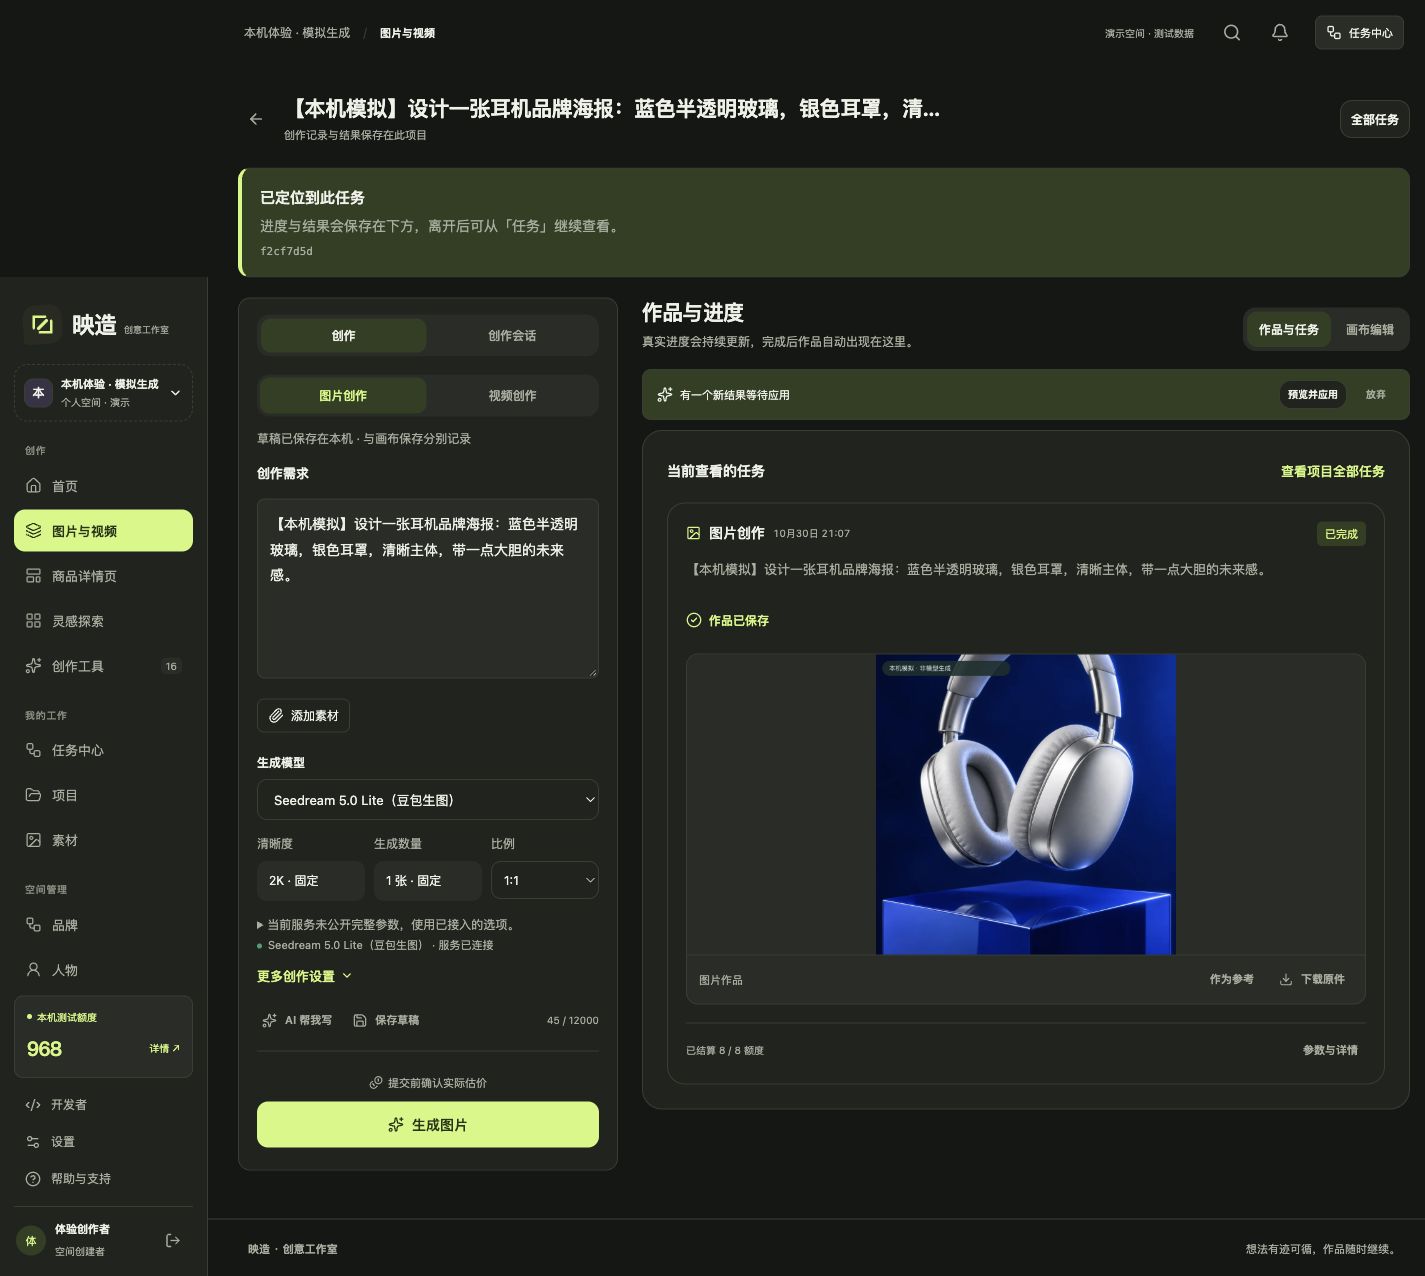 本机体验 · 模拟生成 / 图片与视频
演示空间 · 测试数据
任务中心
【本机模拟】设计一张耳机品牌海报：蓝色半透明玻璃，银色耳罩，清...
创作记录与结果保存在此项目
全部任务
已定位到此任务
进度与结果会保存在下方，离开后可从「任务」继续查看。
f2cf7d5d
映造 创意工作室
本
本机体验 · 模拟生成
个人空间 · 演示
创作
首页
图片与视频
商品详情页
灵感探索
创作工具 16
我的工作
任务中心
项目
素材
空间管理
品牌
人物
本机测试额度
968 详情
开发者
设置
帮助与支持
体
体验创作者
空间创建者
创作 创作会话
图片创作 视频创作
草稿已保存在本机 · 与画布保存分别记录
创作需求
【本机模拟】设计一张耳机品牌海报：蓝色半透明
玻璃，银色耳罩，清晰主体，带一点大胆的未来
感。
添加素材
生成模型
Seedream 5.0 Lite（豆包生图）
清晰度 生成数量 比例
2K · 固定 1 张 · 固定 1:1
当前服务未公开完整参数，使用已接入的选项。
Seedream 5.0 Lite（豆包生图） · 服务已连接
更多创作设置
AI 帮我写 保存草稿 45 / 12000
提交前确认实际估价
生成图片
作品与进度
真实进度会持续更新，完成后作品自动出现在这里。
作品与任务 画布编辑
有一个新结果等待应用
预览并应用 放弃
当前查看的任务 查看项目全部任务
图片创作 10月30日 21:07 已完成
【本机模拟】设计一张耳机品牌海报：蓝色半透明玻璃，银色耳罩，清晰主体，带一点大胆的未来感。
作品已保存
本机模拟 · 非模型生成
图片作品 作为参考 下载原件
已结算 8 / 8 额度 参数与详情
映造 · 创意工作室
想法有迹可循，作品随时继续。